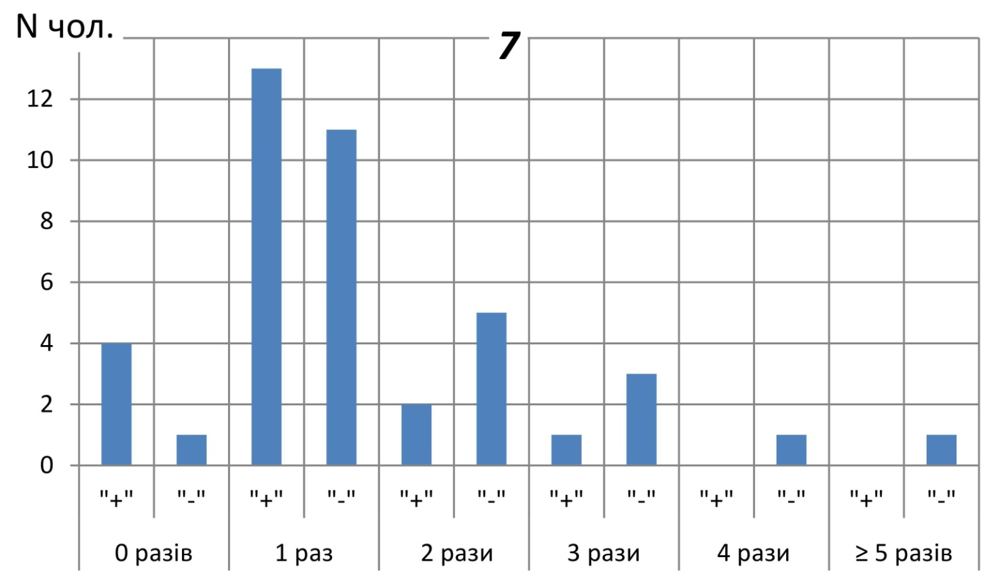 N чол.
7
12
10
8
6
4
2
0
"+" "-" "+" "-" "+" "-" "+" "-" "+" "-" "+" "-"
0 разів 1 раз 2 рази 3 рази 4 рази ≥ 5 разів